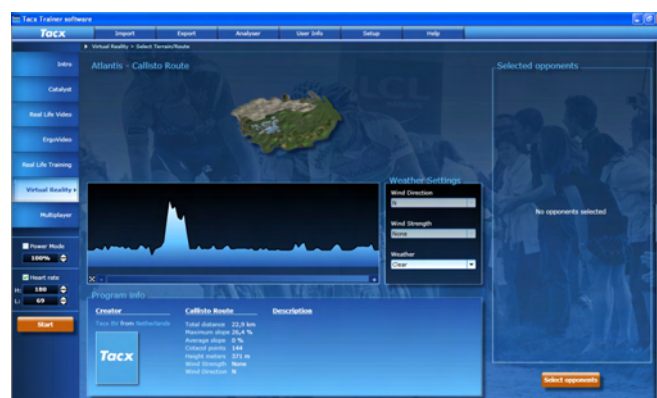 Tacx Trainer software
Tacx Import Export Analyser User Info Setup Help
Virtual Reality > Select Terrain/Route
Intro
Catalyst
Real Life Video
ErgoVideo
Real Life Training
Virtual Reality
Multiplayer
Power Mode
100%
Heart rate
H: 180
L: 69
Start
Atlantis - Callisto Route
LCL
Weather Settings
Wind Direction
N
Wind Strength
None
Weather
Clear
Program info
Creator
Tacx BV from Netherlands
Tacx
Callisto Route
Total distance 22,9 km
Maximum slope 26,4 %
Average slope 0 %
Cotacol points 144
Height meters 371 m
Wind Strength None
Wind Direction N
Description
Selected opponents
No opponents selected
Select opponents